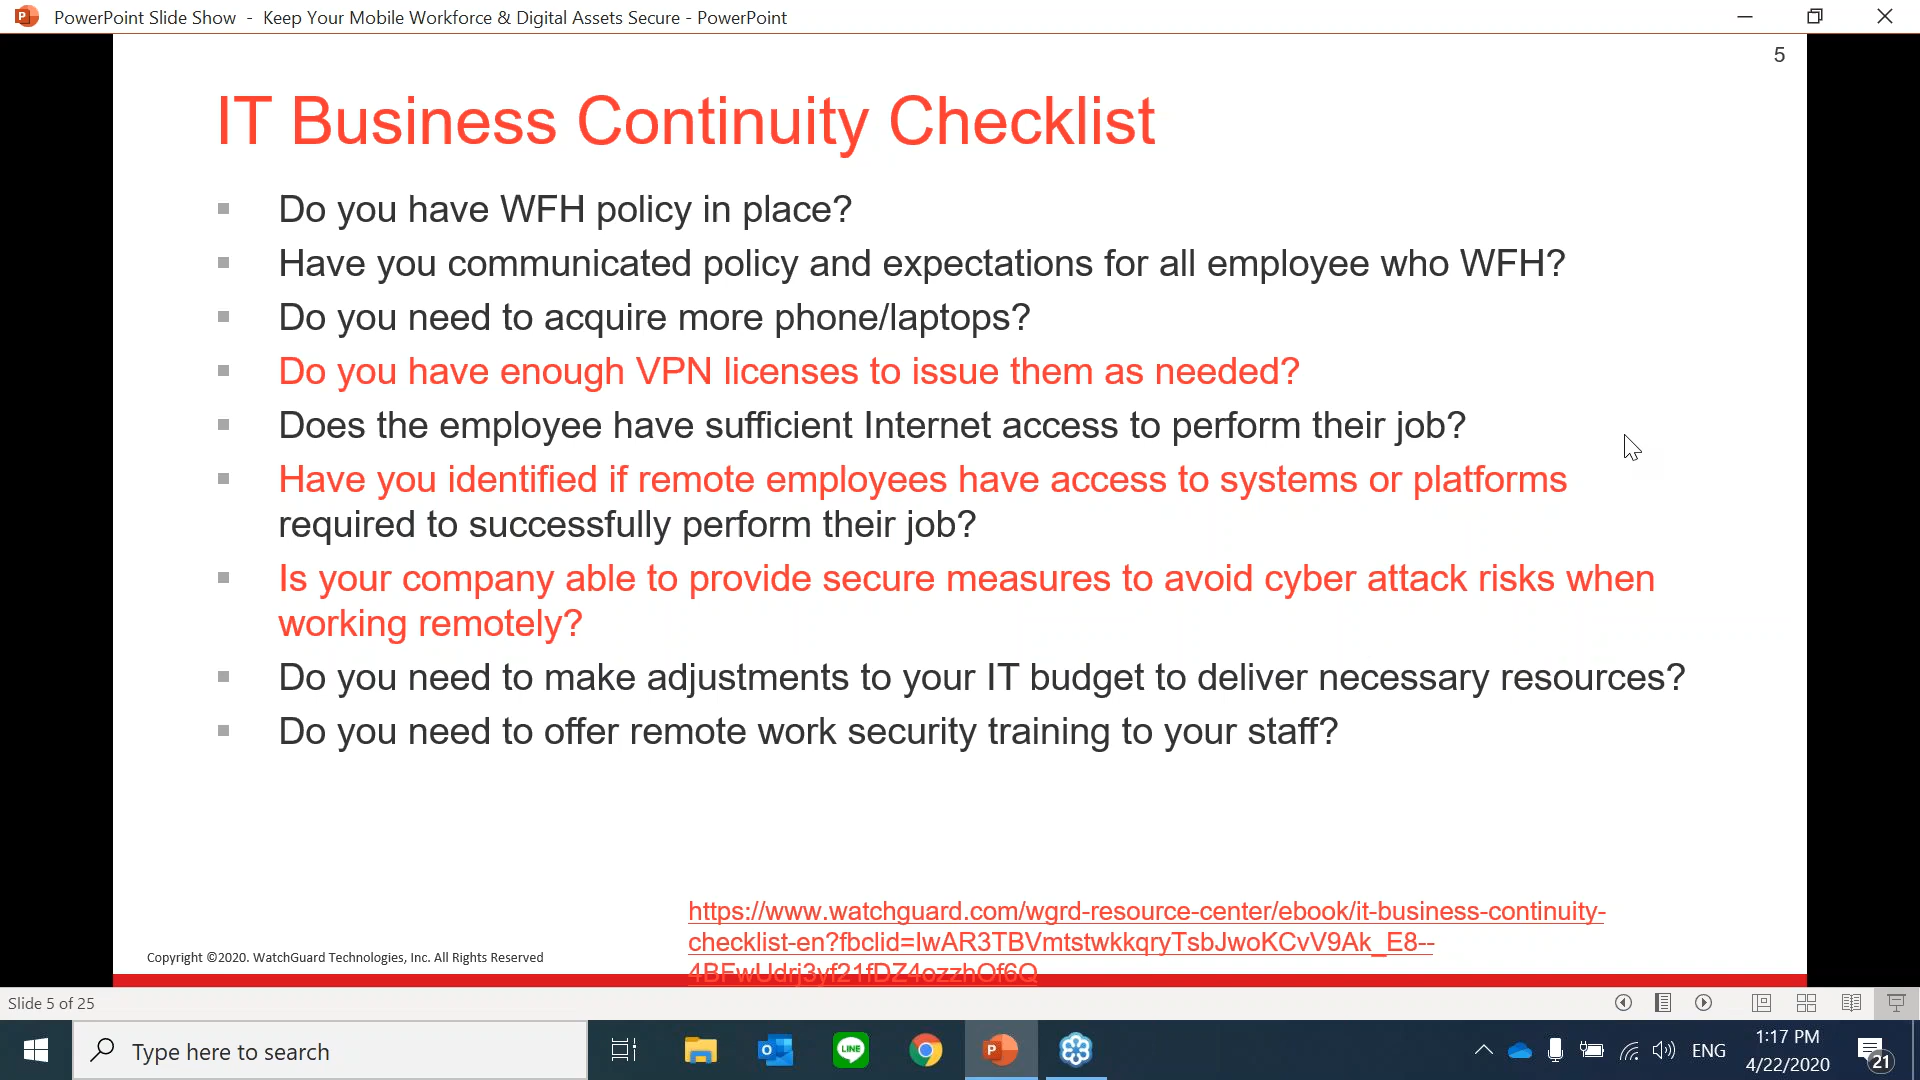 PowerPoint Slide Show - Keep Your Mobile Workforce & Digital Assets Secure - PowerPoint
5
IT Business Continuity Checklist
Do you have WFH policy in place?
Have you communicated policy and expectations for all employee who WFH?
Do you need to acquire more phone/laptops?
Do you have enough VPN licenses to issue them as needed?
Does the employee have sufficient Internet access to perform their job?
Have you identified if remote employees have access to systems or platforms
required to successfully perform their job?
Is your company able to provide secure measures to avoid cyber attack risks when
working remotely?
Do you need to make adjustments to your IT budget to deliver necessary resources?
Do you need to offer remote work security training to your staff?
https://www.watchguard.com/wgrd-resource-center/ebook/it-business-continuity-
checklist-en?fbclid=IwAR3TBVmtstwkkqryTsbJwoKCvV9Ak_E8--
4BFwUdrj3yf21fDZ4ozzhOf6Q
Copyright ©2020. WatchGuard Technologies, Inc. All Rights Reserved
Slide 5 of 25
Type here to search
LINE
ENG
1:17 PM
4/22/2020
21